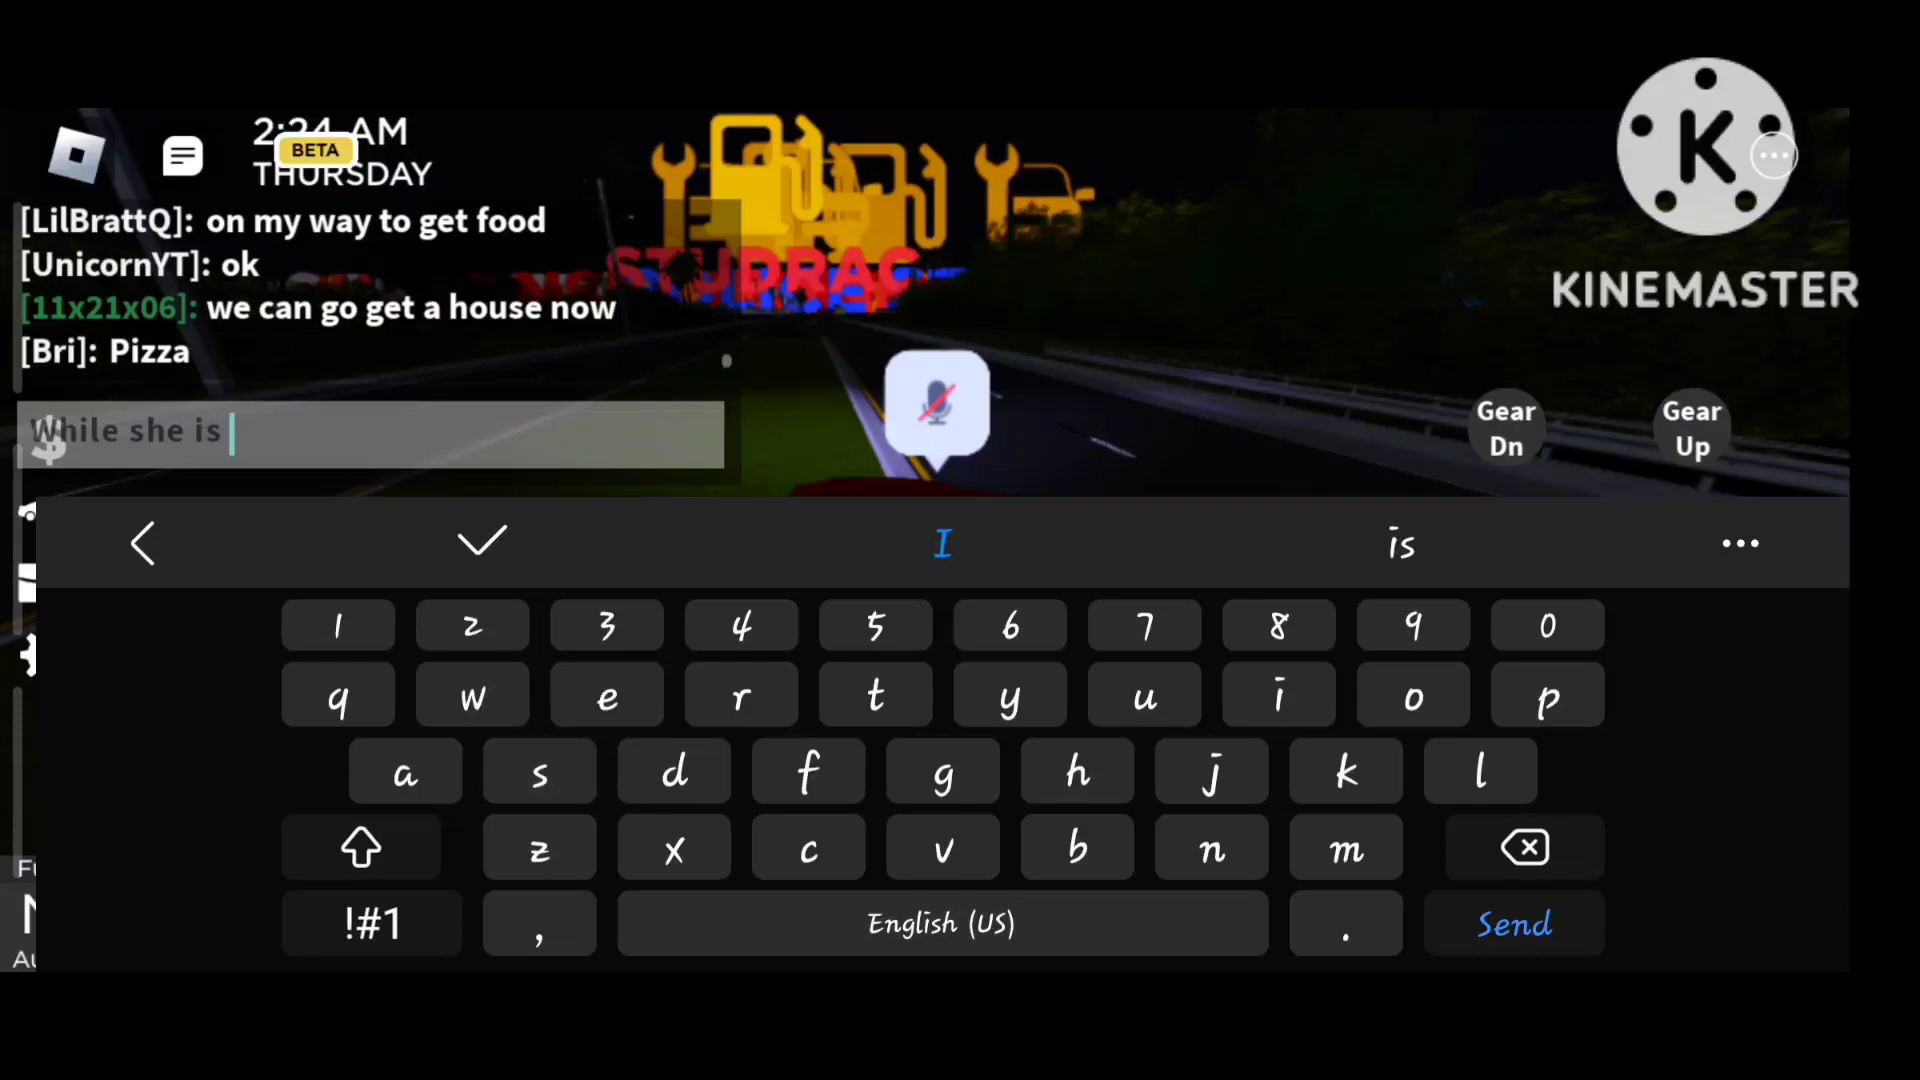 2:24 AM
BETA
THURSDAY
[LilBrattQ]: on my way to get food
[UnicornYT]: ok
[11x21x06]: we can go get a house now
[Bri]: Pizza
While she is
$
DRAG
K
KINEMASTER
Gear
Dn
Gear
Up
I
is
1 2 3 4 5 6 7 8 9 0
q w e r t y u i o p
a s d f g h j k l
z x c v b n m
!#1 , English (US) . Send